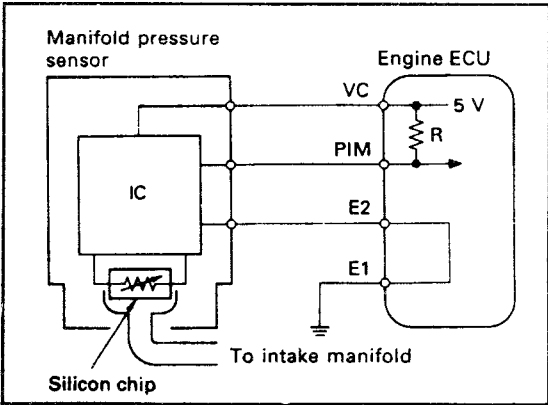 Manifold pressure
sensor
Engine ECU
VC
5 V
R
PIM
IC
E2
E1
To intake manifold
Silicon chip